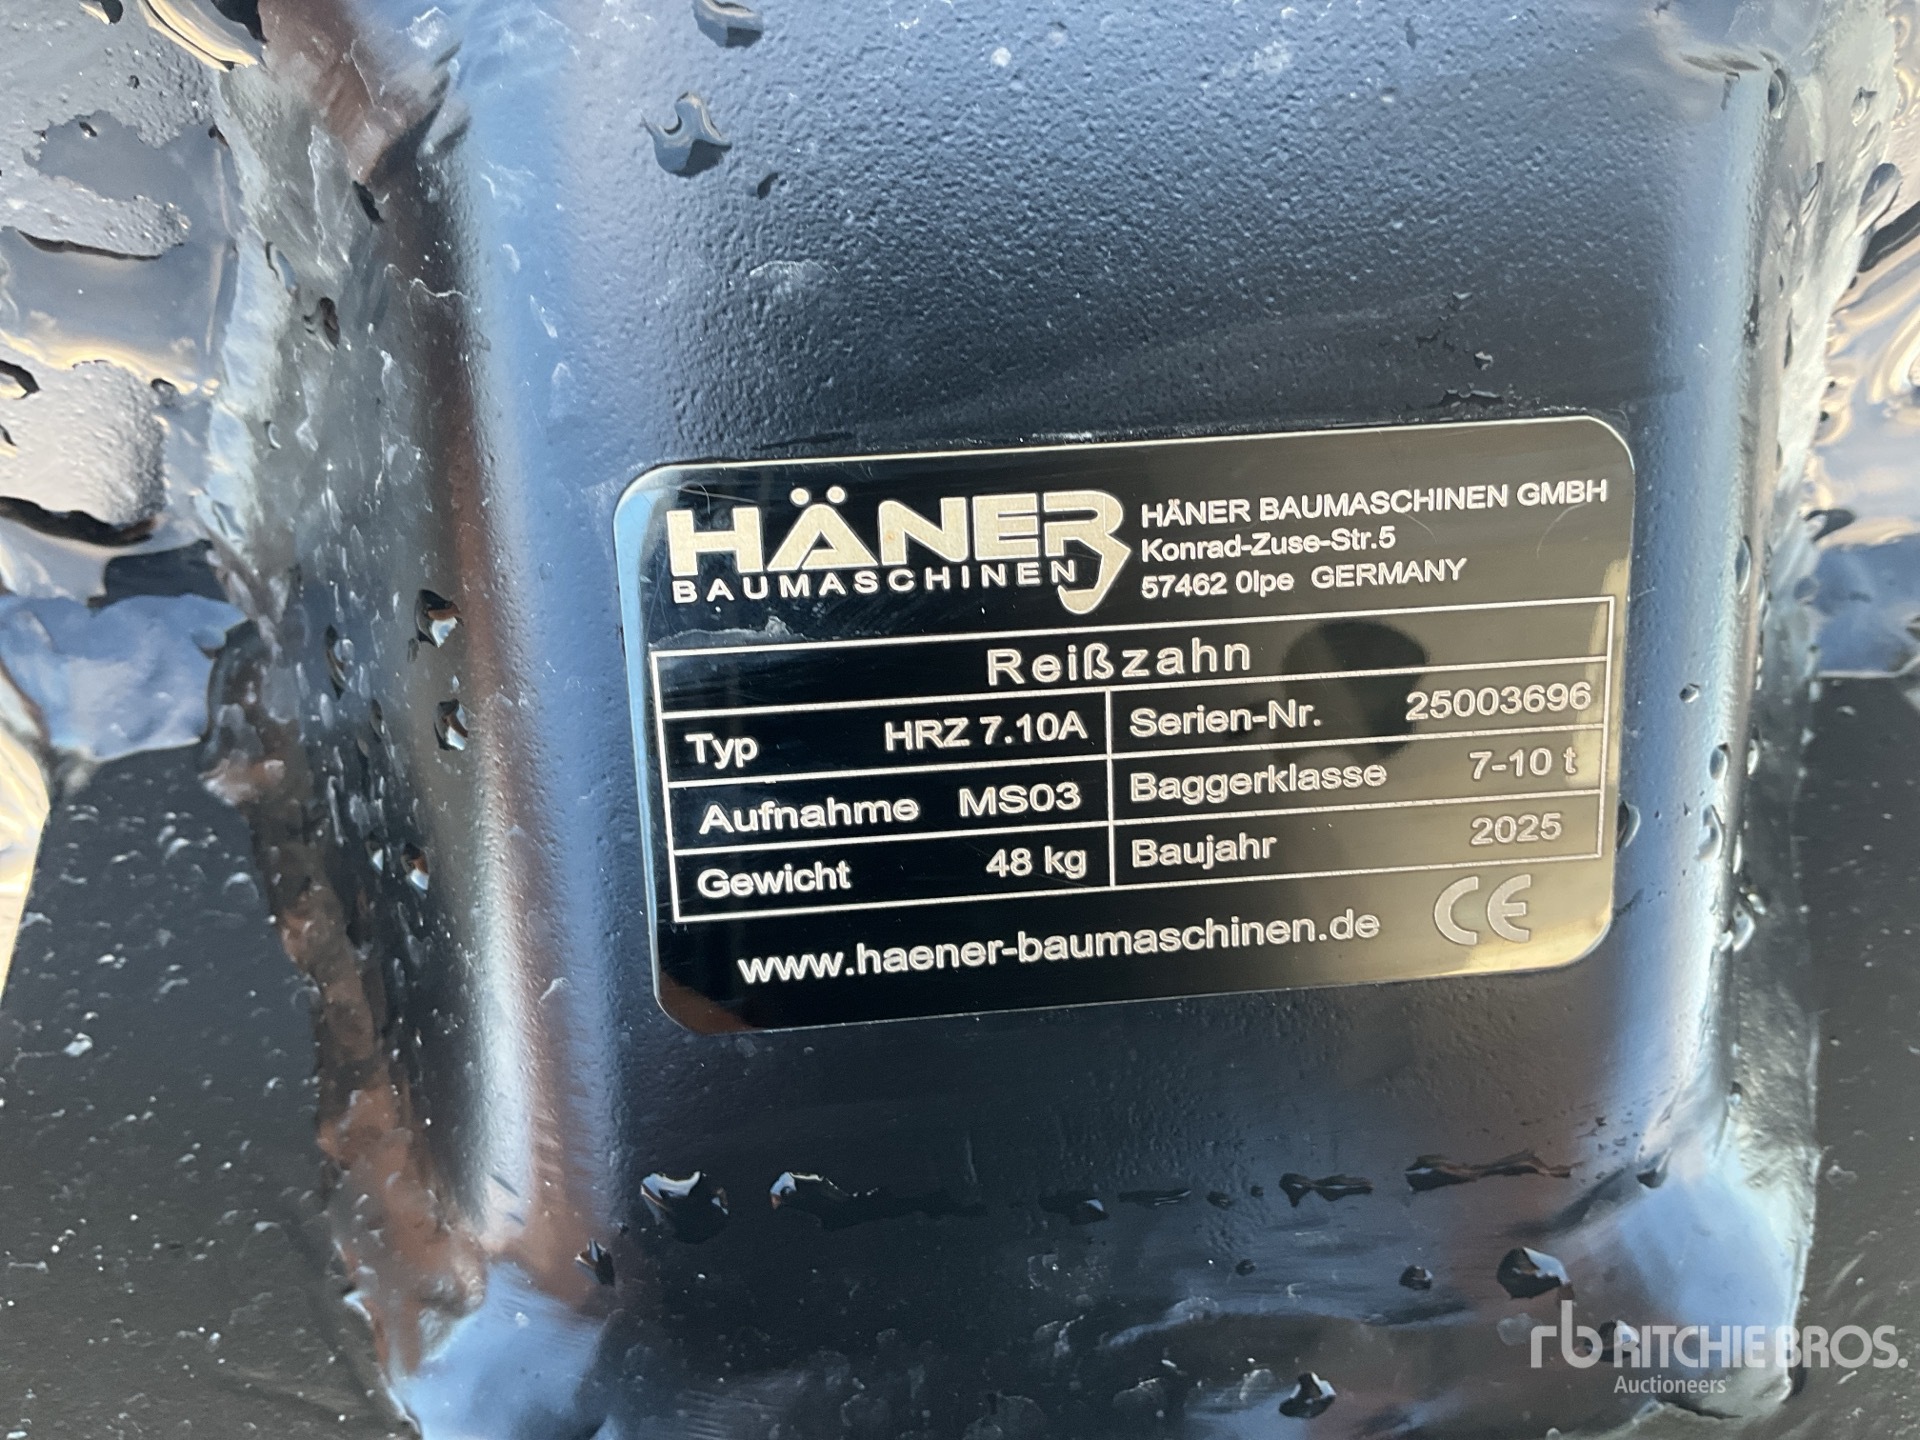 HÄNER
BAUMASCHINEN
HÄNER BAUMASCHINEN GMBH
Konrad-Zuse-Str.5
57462 Olpe GERMANY
Reißzahn
Typ HRZ 7.10A Serien-Nr. 25003696
Aufnahme MS03 Baggerklasse 7-10 t
Gewicht 48 kg Baujahr 2025
www.haener-baumaschinen.de CE
rb RITCHIE BROS.
Auctioneers